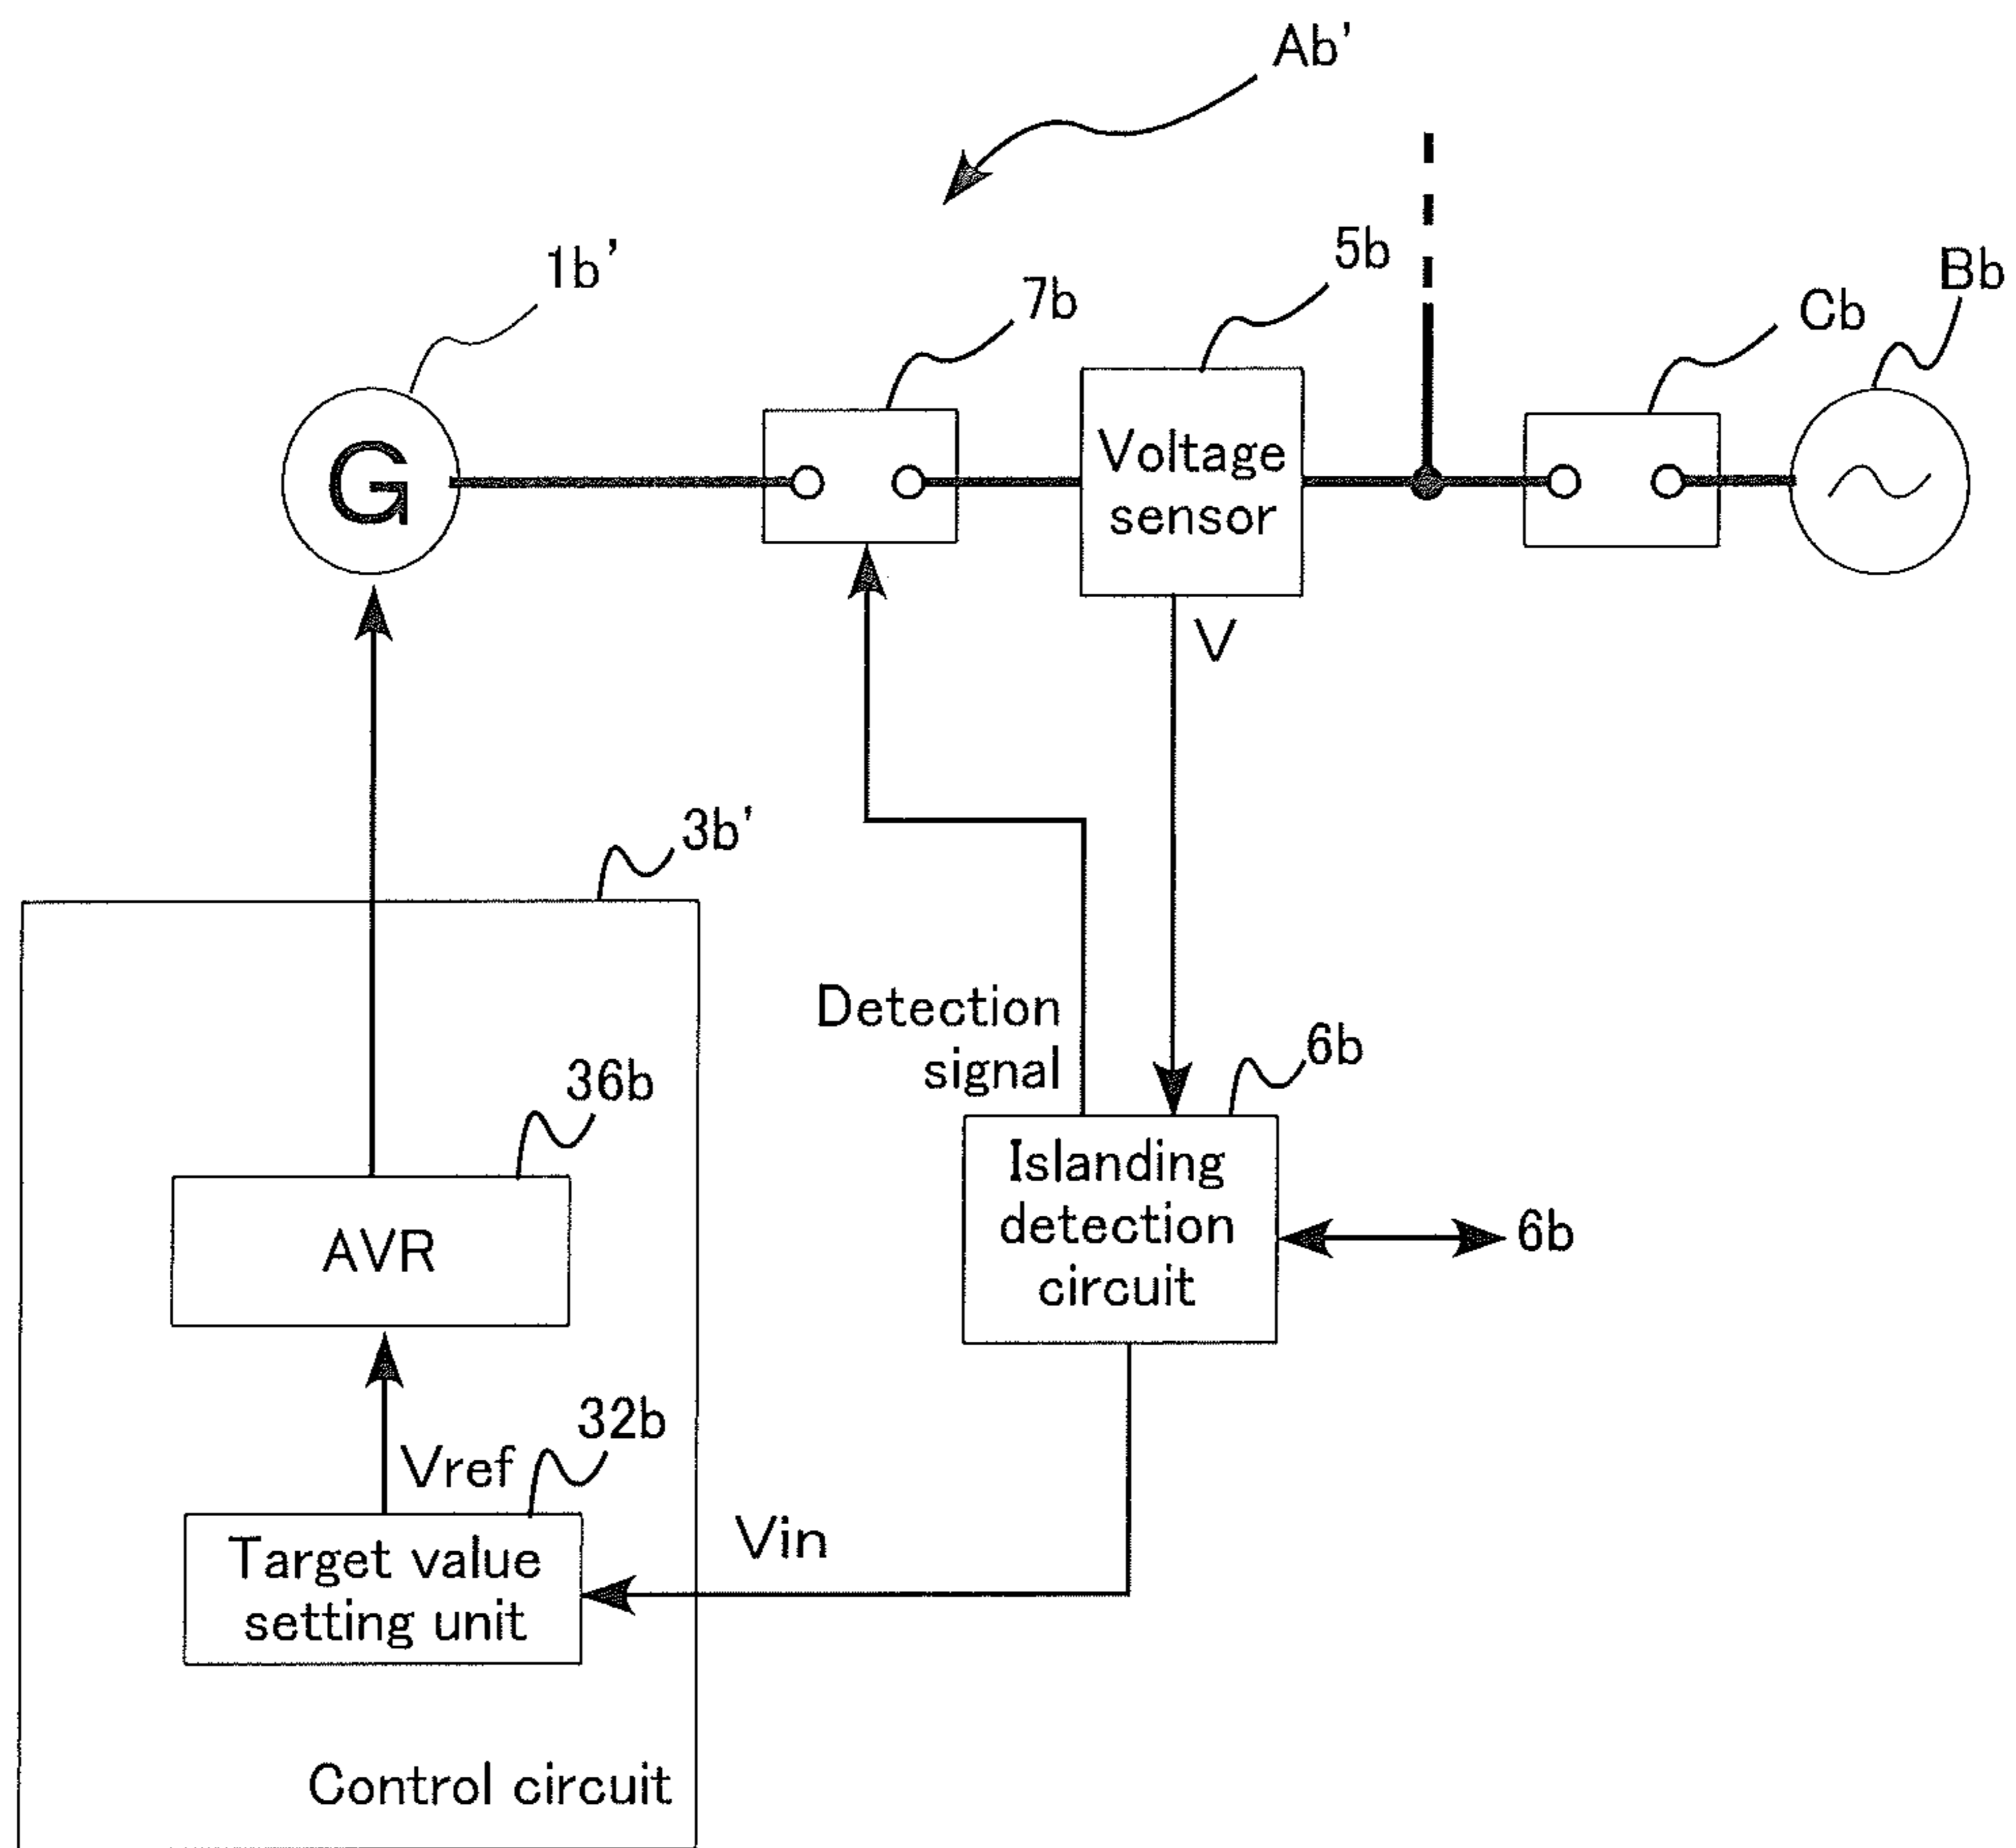 Ab'
1b'
7b
5b
Cb
Bb
G
Voltage
sensor
V
3b'
Detection
signal
6b
36b
Islanding
detection
circuit
6b
AVR
32b
Vref
Vin
Target value
setting unit
Control circuit